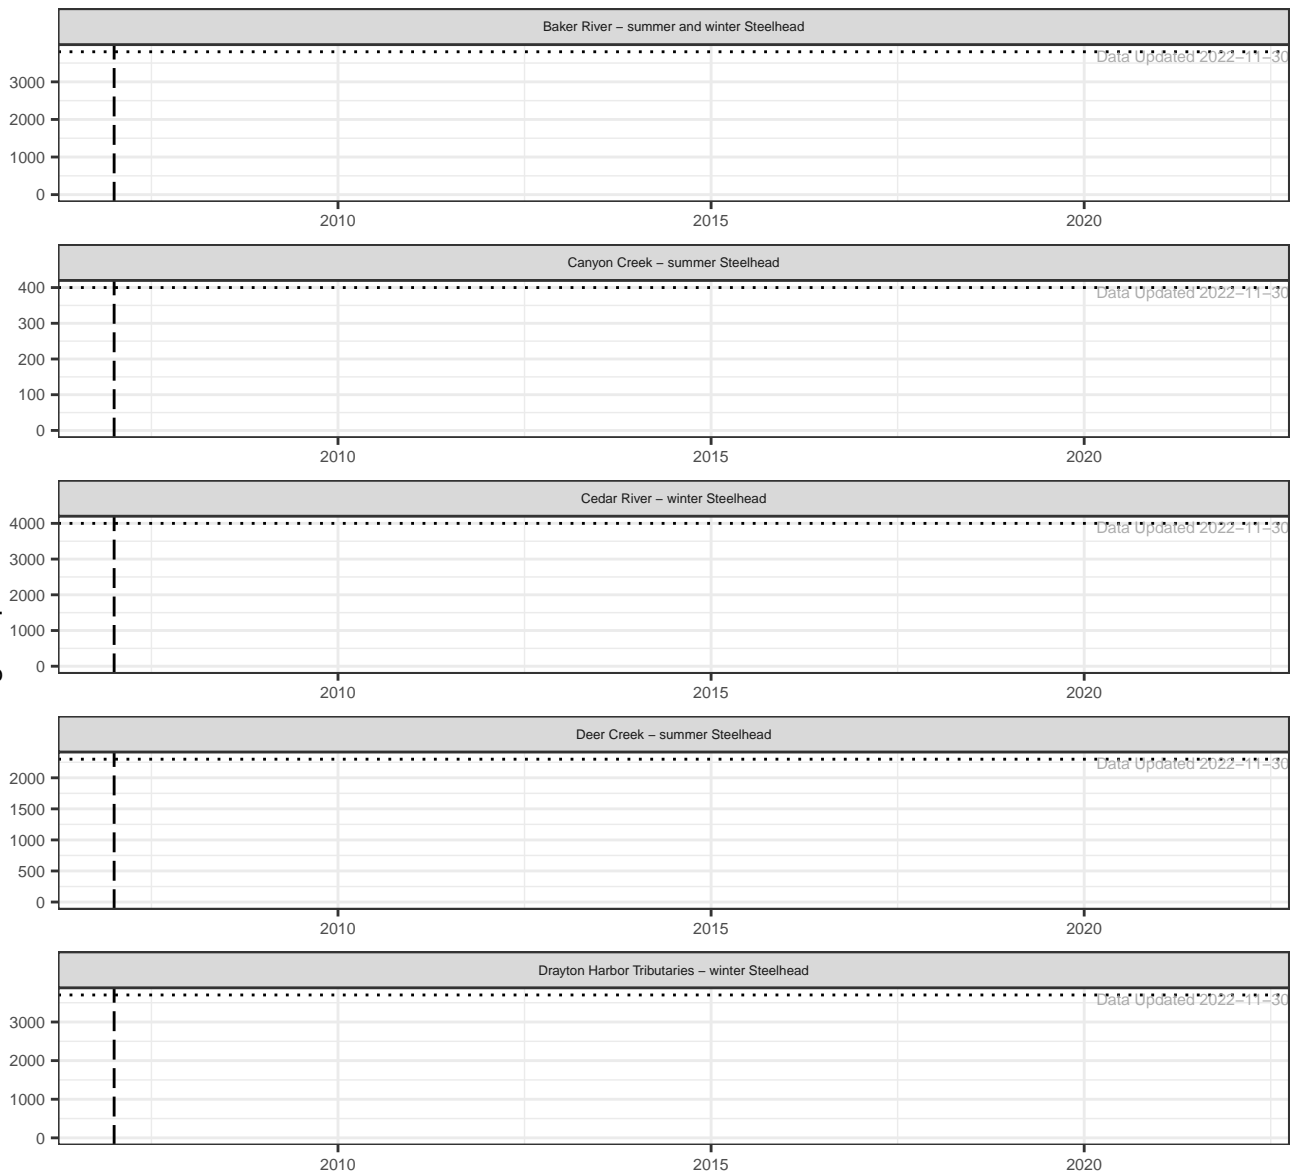 Baker River – summer and winter Steelhead
Data Updated 2022–11–30
3000
2000
1000
0
2010 2015 2020
Canyon Creek – summer Steelhead
400
Data Updated 2022–11–30
300
200
100
0
2010 2015 2020
Cedar River – winter Steelhead
4000
Data Updated 2022–11–30
3000
2000
1000
0
2010 2015 2020
Deer Creek – summer Steelhead
Data Updated 2022–11–30
2000
1500
1000
500
0
2010 2015 2020
Drayton Harbor Tributaries – winter Steelhead
Data Updated 2022–11–30
3000
2000
1000
0
2010 2015 2020